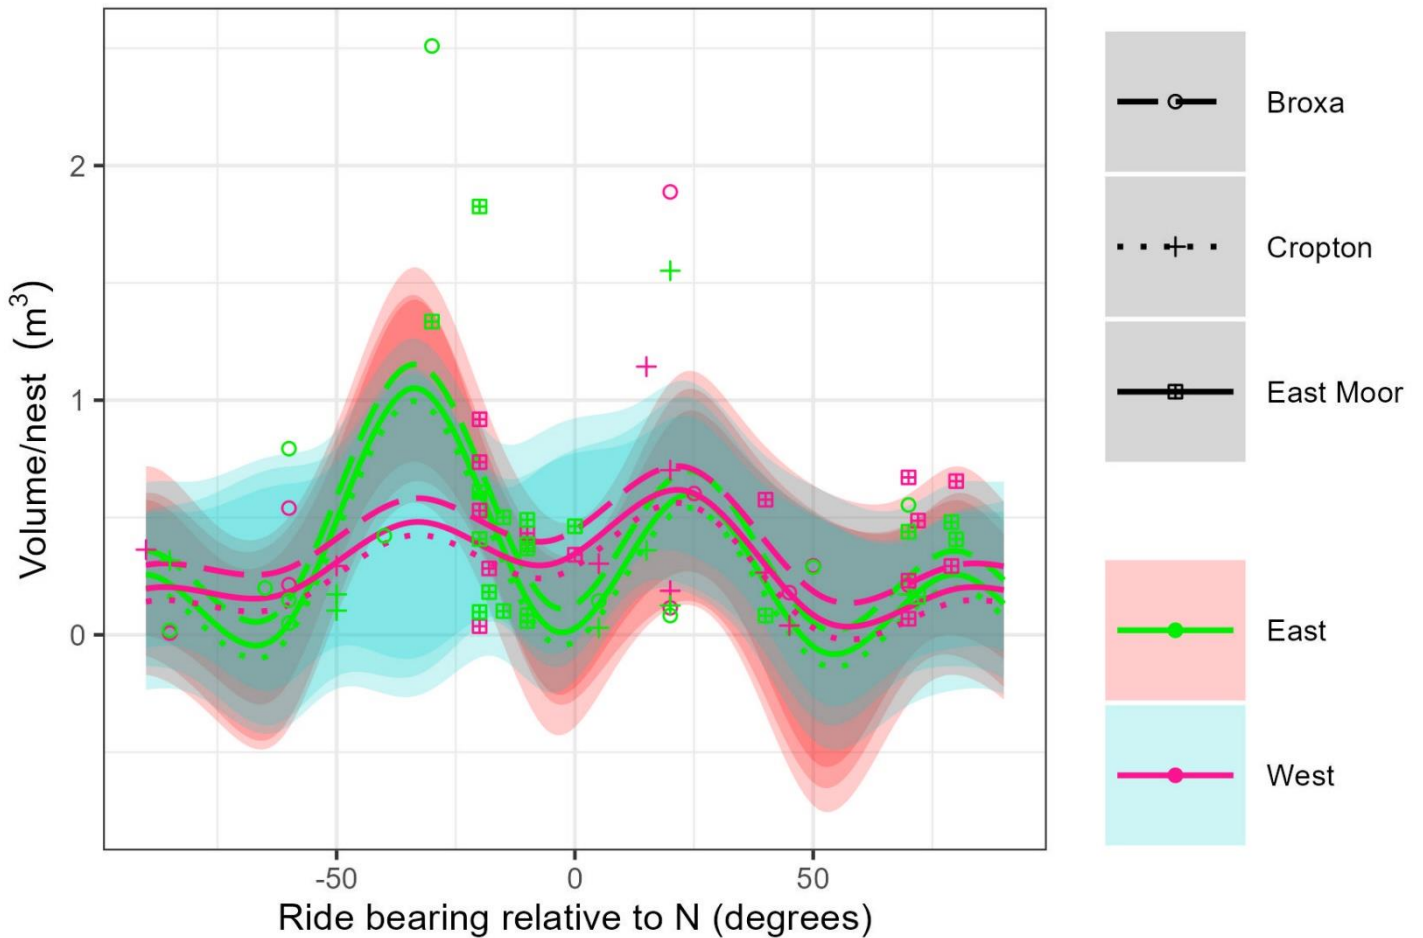 2
1
0
Volume/nest (m³)
-50 0 50
Ride bearing relative to N (degrees)
Broxa
Cropton
East Moor
East
West